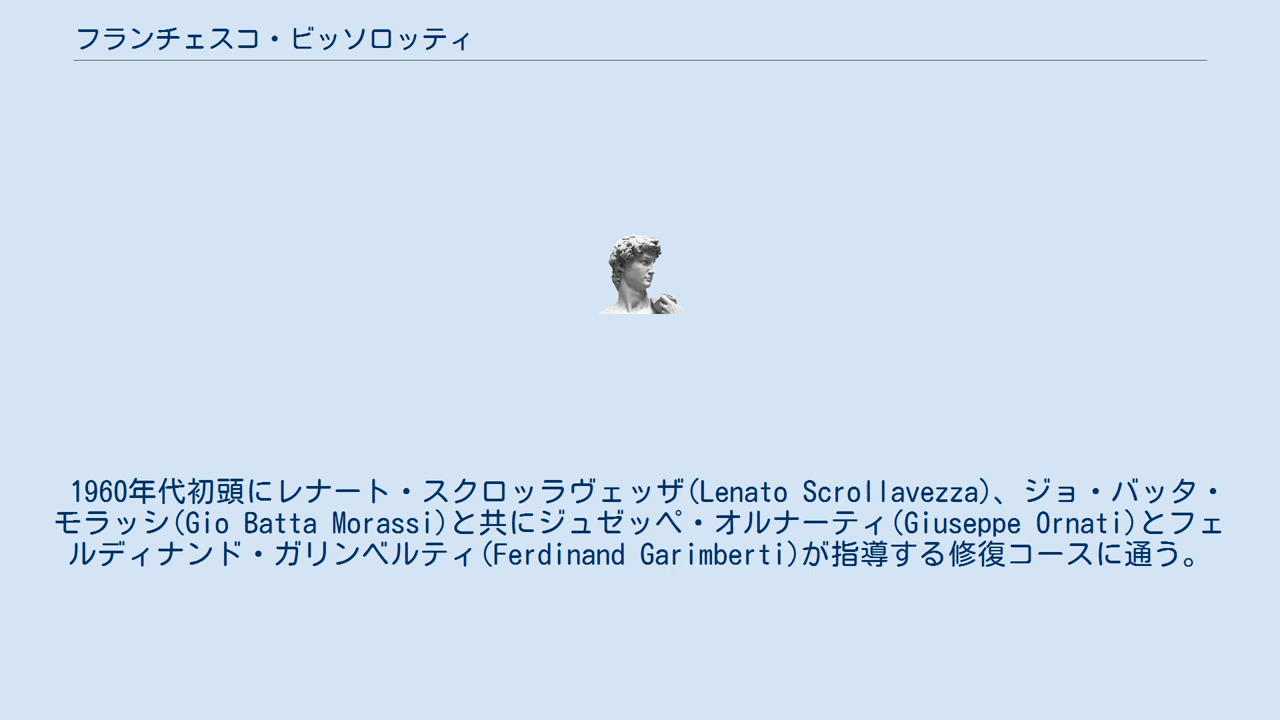 フランチェスコ・ビッソロッティ
1960年代初頭にレナート・スクロッラヴェッザ(Lenato Scrollavezza)、ジョ・バッタ・
モラッシ(Gio Batta Morassi)と共にジュゼッペ・オルナーティ(Giuseppe Ornati)とフェ
ルディナンド・ガリンベルティ(Ferdinand Garimberti)が指導する修復コースに通う。